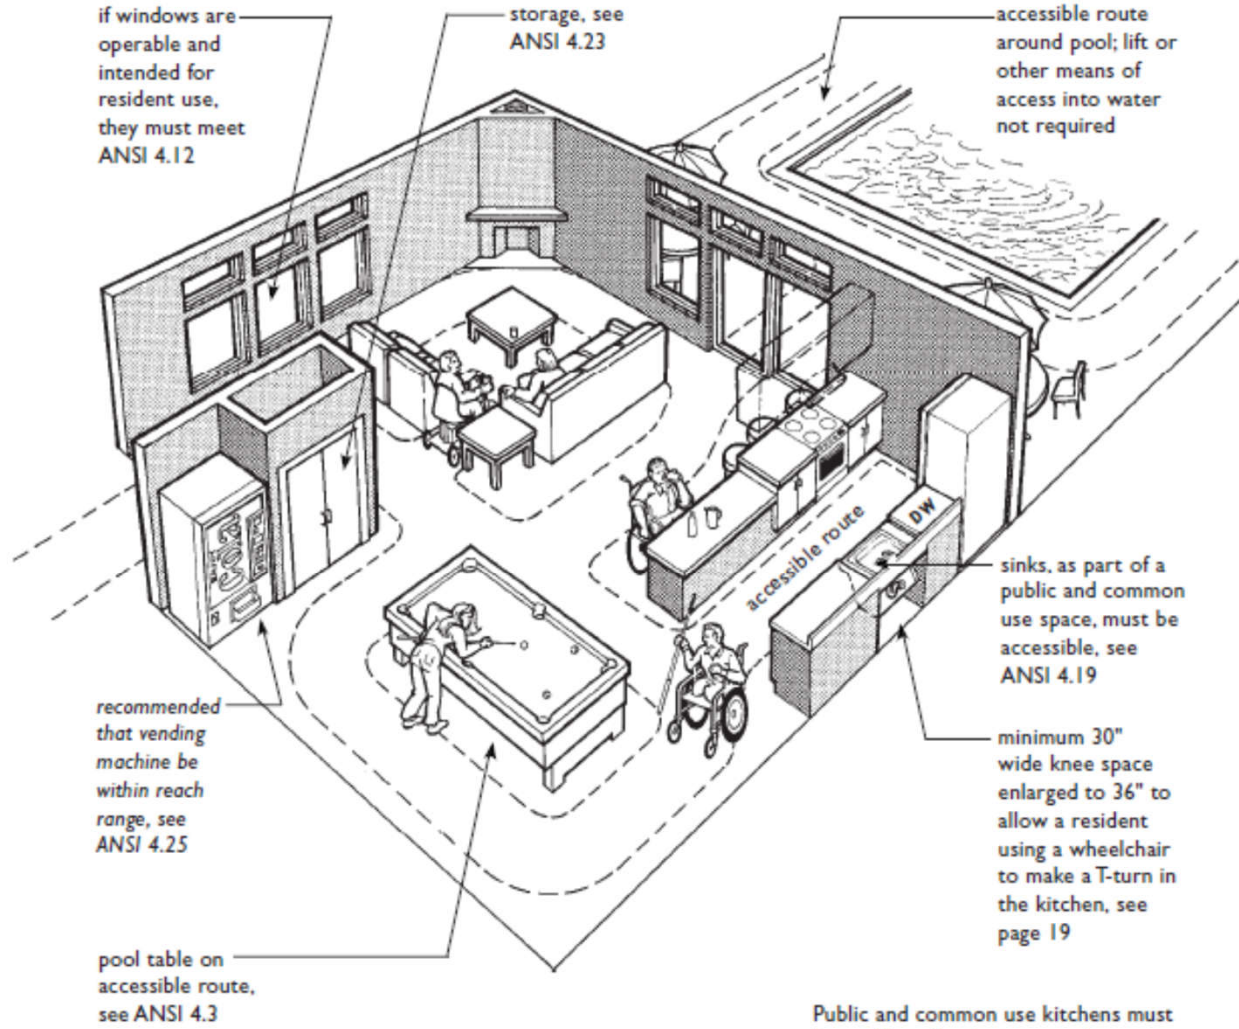 if windows are
operable and
intended for
resident use,
they must meet
ANSI 4.12
storage, see
ANSI 4.23
accessible route
around pool; lift or
other means of
access into water
not required
DW
accessible route
sinks, as part of a
public and common
use space, must be
accessible, see
ANSI 4.19
recommended
that vending
machine be
within reach
range, see
ANSI 4.25
minimum 30"
wide knee space
enlarged to 36" to
allow a resident
using a wheelchair
to make a T-turn in
the kitchen, see
page 19
pool table on
accessible route,
see ANSI 4.3
Public and common use kitchens must